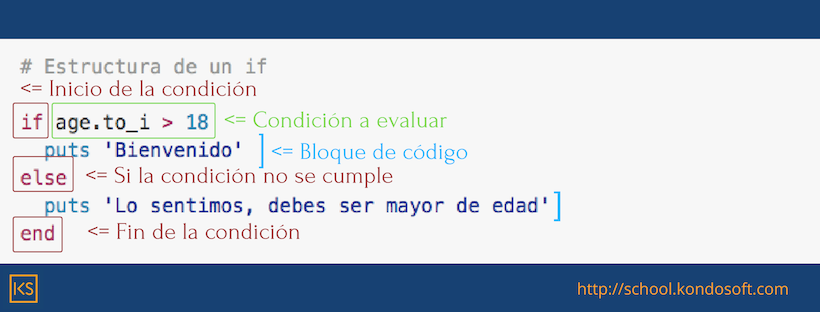 # Estructura de un if
<= Inicio de la condición
if age.to_i > 18 <= Condición a evaluar
puts 'Bienvenido' ] <= Bloque de código
else <= Si la condición no se cumple
puts 'Lo sentimos, debes ser mayor de edad' ]
end <= Fin de la condición
KS http://school.kondosoft.com